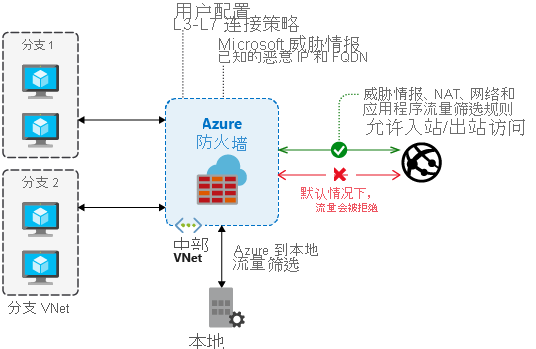 用户配置
L3-L7 连接策略
Microsoft 威胁情报
已知的恶意 IP 和 FQDN
分支 1
Azure
防火墙
威胁情报、NAT、网络和
应用程序流量筛选规则
允许入站/出站访问
默认情况下，
流量会被拒绝
分支 2
分支 VNet
中部
VNet
Azure 到本地
流量筛选
本地